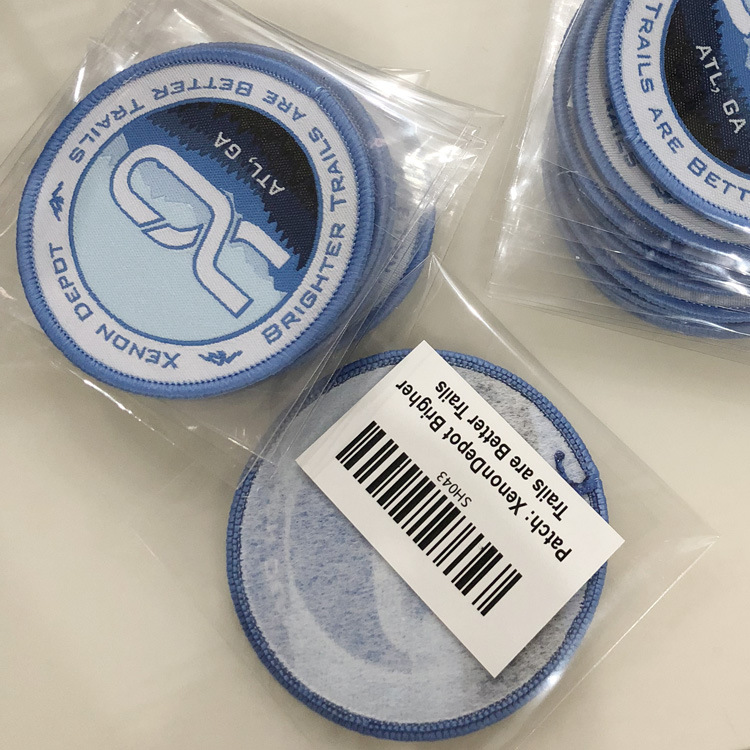 XENON DEPOT
BRIGHTER TRAILS ARE BETTER TRAILS
ATL, GA
XD
TRAILS ARE BETT
ATL, GA
Patch: XenonDepot Brigher
Trails are Better Trails
SH043